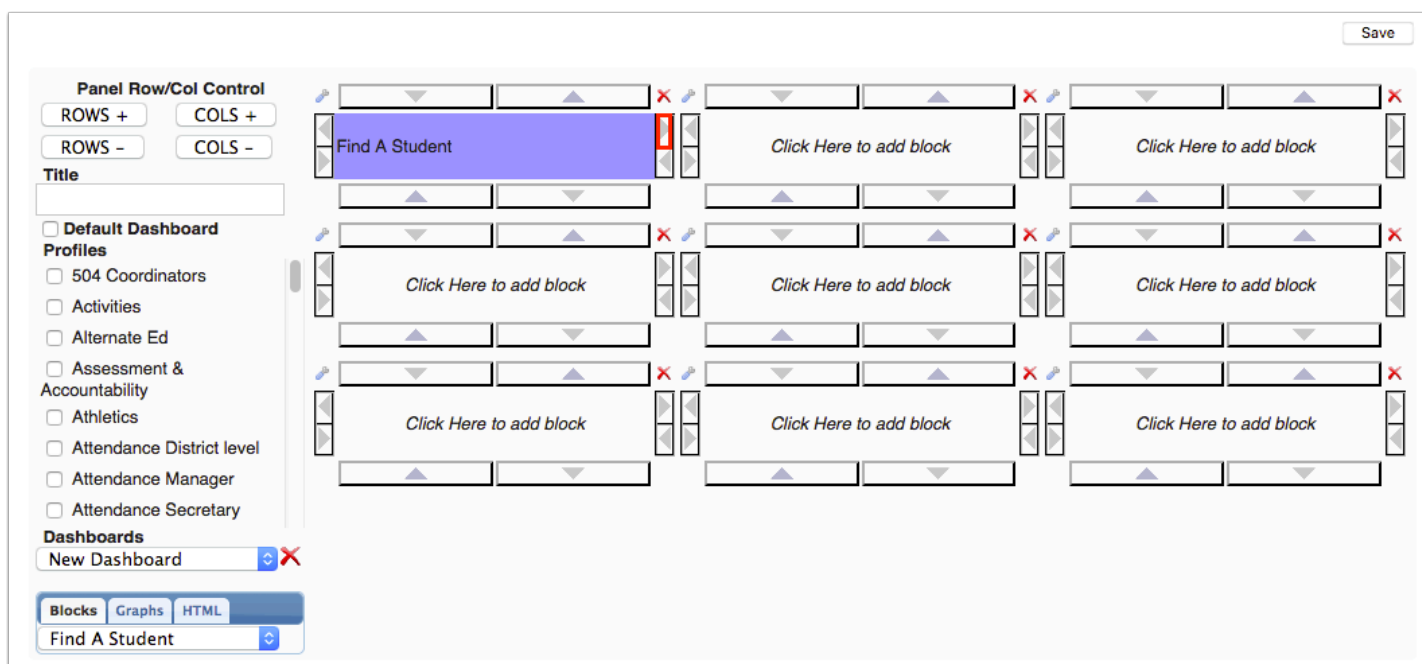 Save
Panel Row/Col Control
ROWS + COLS +
ROWS - COLS -
Title
Default Dashboard
Profiles
504 Coordinators
Activities
Alternate Ed
Assessment &
Accountability
Athletics
Attendance District level
Attendance Manager
Attendance Secretary
Dashboards
New Dashboard
Blocks Graphs HTML
Find A Student
Find A Student Click Here to add block Click Here to add block
Click Here to add block Click Here to add block Click Here to add block
Click Here to add block Click Here to add block Click Here to add block